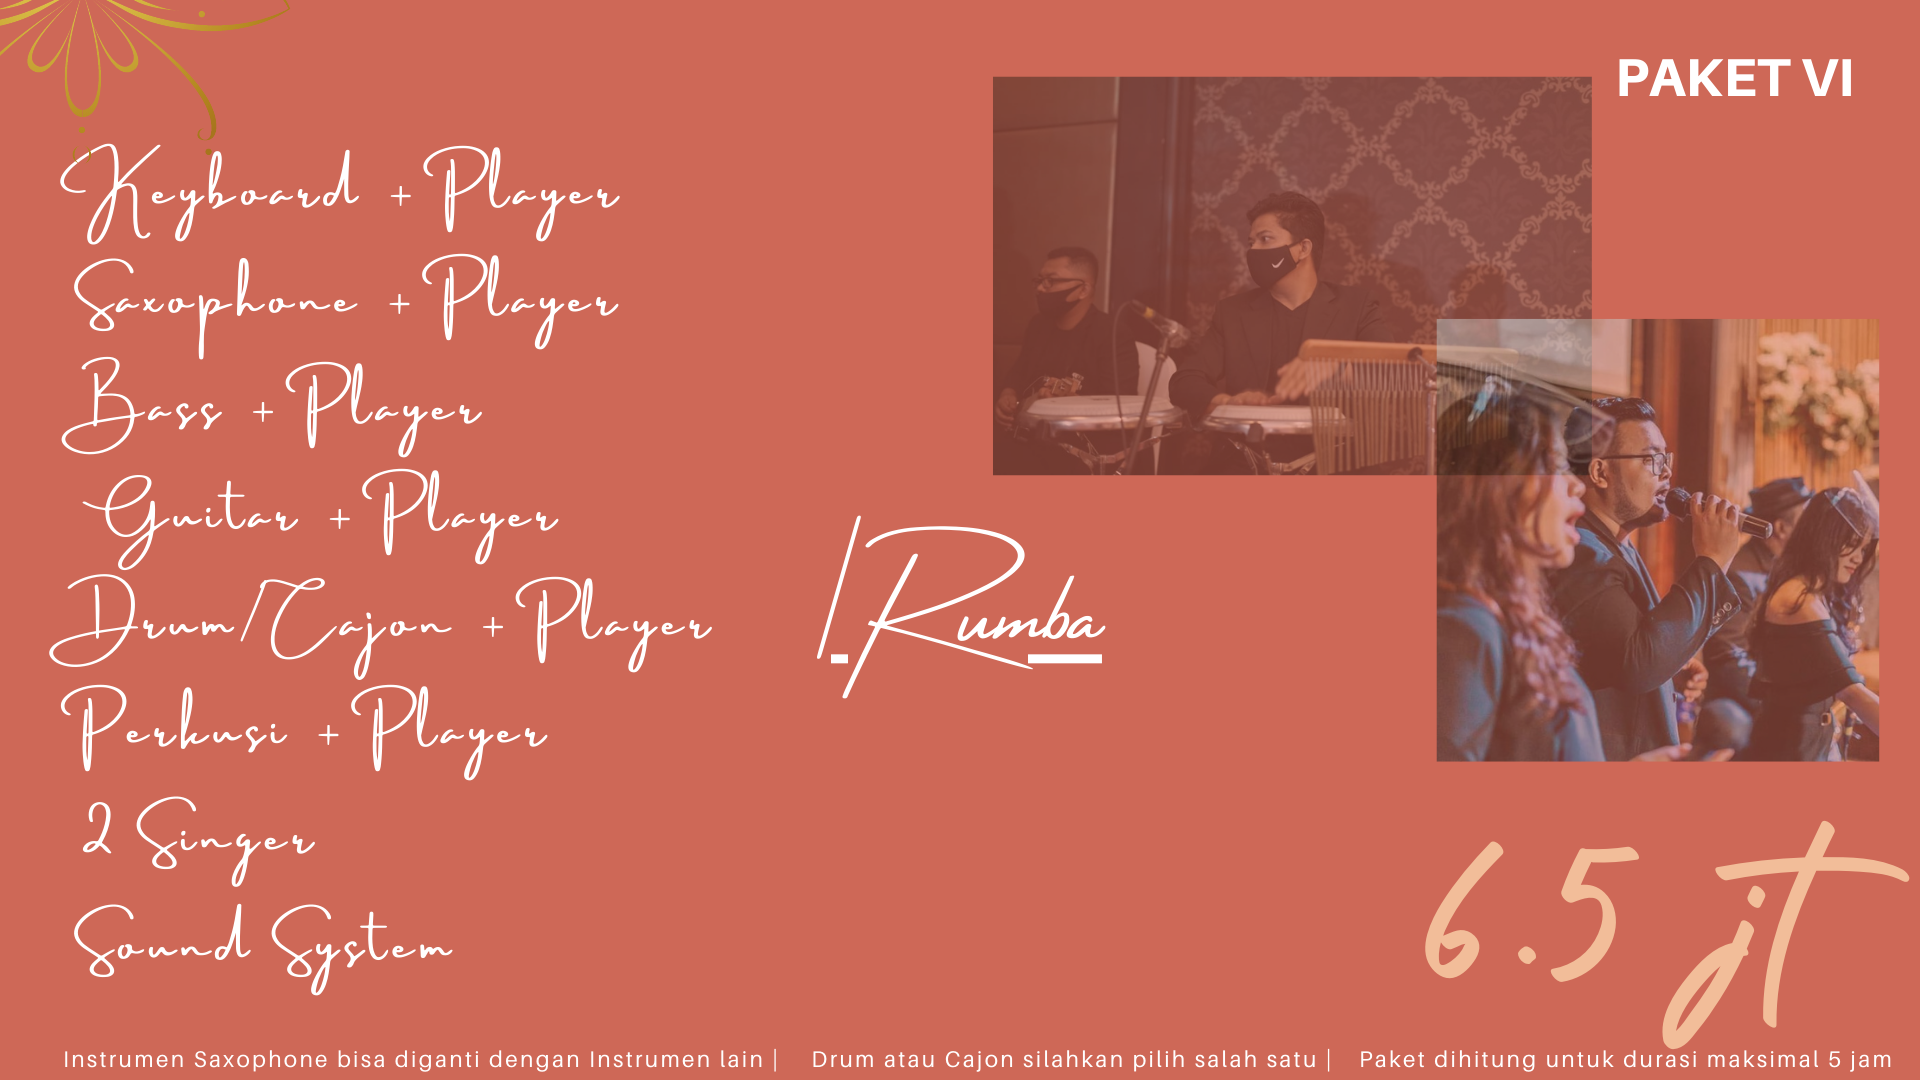 PAKET VI
Keyboard + Player
Saxophone + Player
Bass + Player
Guitar + Player
Drum/Cajon + Player
Perkusi + Player
2 Singer
Sound System
I.Rumba
6.5 jt
Instrumen Saxophone bisa diganti dengan Instrumen lain | Drum atau Cajon silahkan pilih salah satu | Paket dihitung untuk durasi maksimal 5 jam